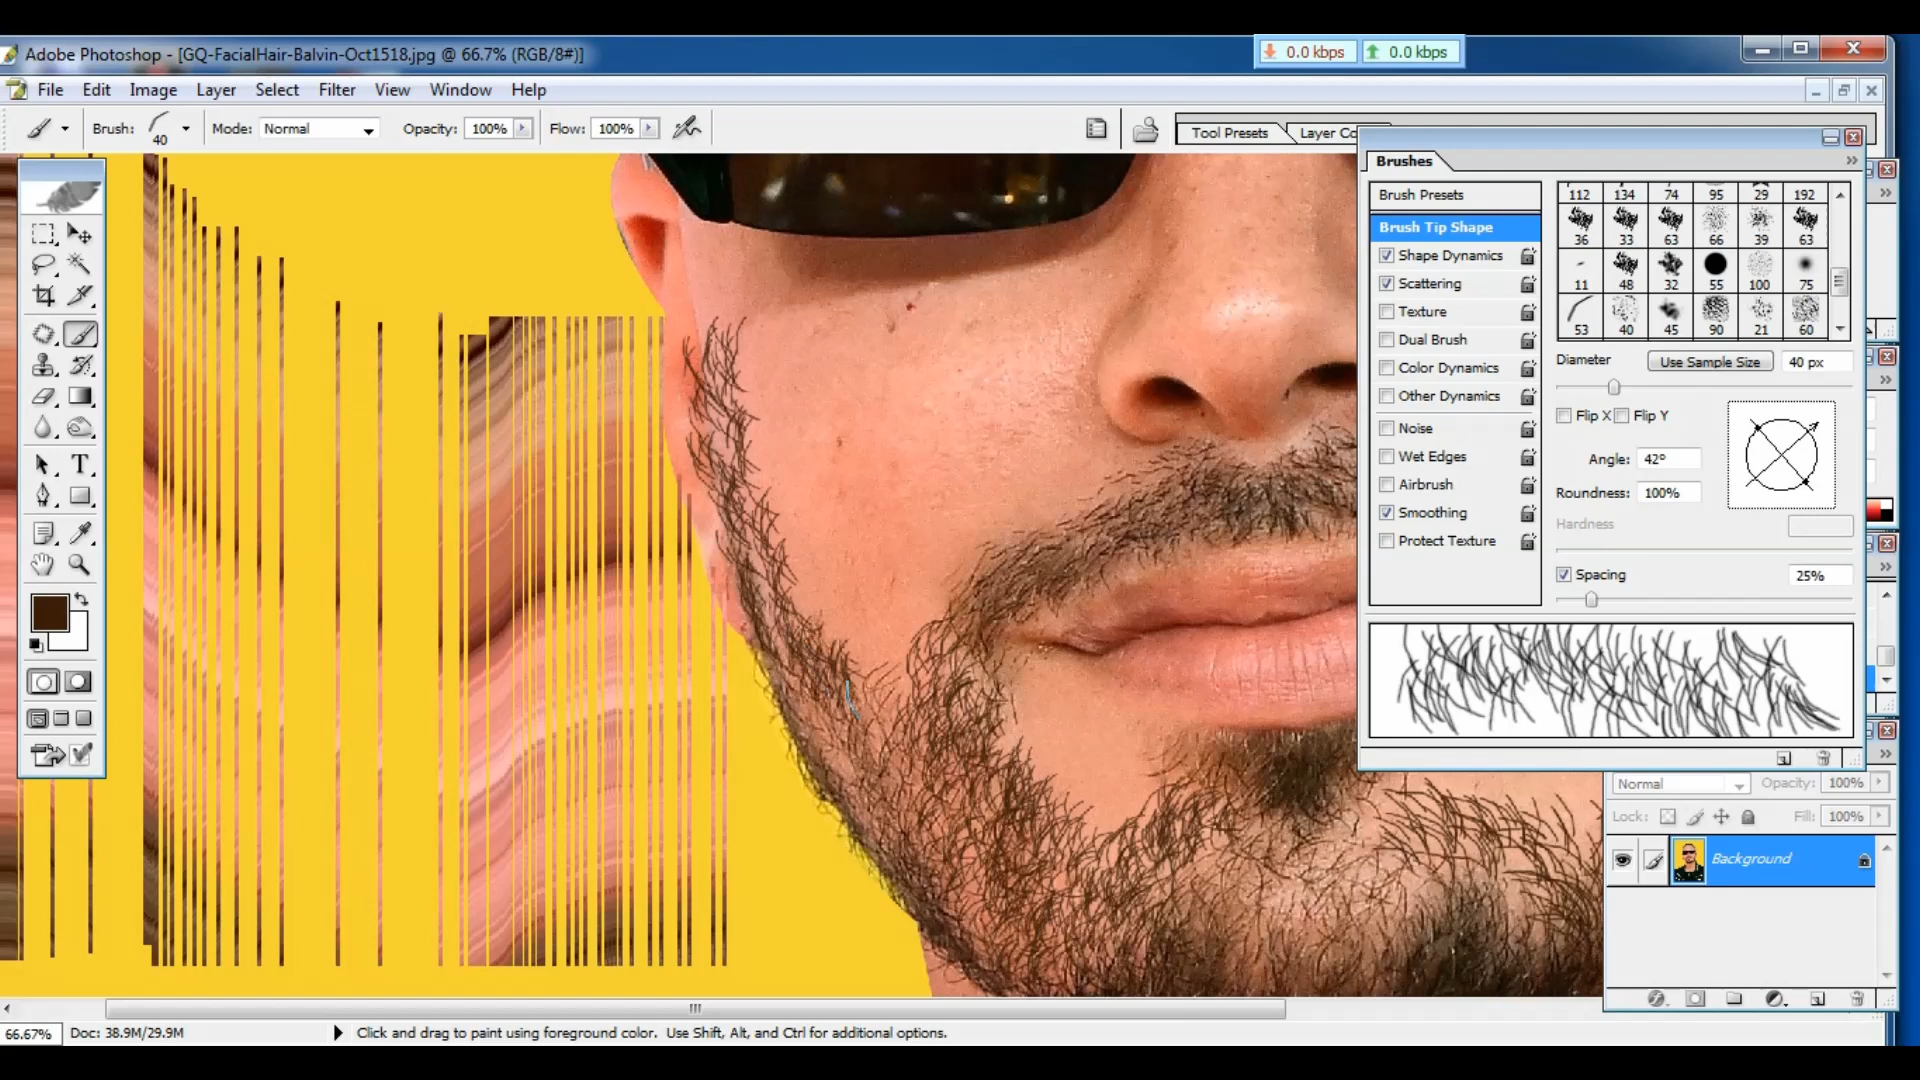 Adobe Photoshop - [GQ-FacialHair-Balvin-Oct1518.jpg @ 66.7% (RGB/8#)]
0.0 kbps 0.0 kbps
File Edit Image Layer Select Filter View Window Help
Brush: 40 Mode: Normal Opacity: 100% Flow: 100%
Tool Presets Layer Co
Brushes
Brush Presets
Brush Tip Shape
Shape Dynamics
Scattering
Texture
Dual Brush
Color Dynamics
Other Dynamics
Noise
Wet Edges
Airbrush
Smoothing
Protect Texture
112 134 74 95 29 192
36 33 63 66 39 63
11 48 32 55 100 75
53 40 45 90 21 60
Diameter Use Sample Size 40 px
Flip X Flip Y
Angle: 42º
Roundness: 100%
Hardness
Spacing 25%
T
Normal Opacity: 100%
Lock: Fill: 100%
Background
66.67% Doc: 38.9M/29.9M Click and drag to paint using foreground color. Use Shift, Alt, and Ctrl for additional options.